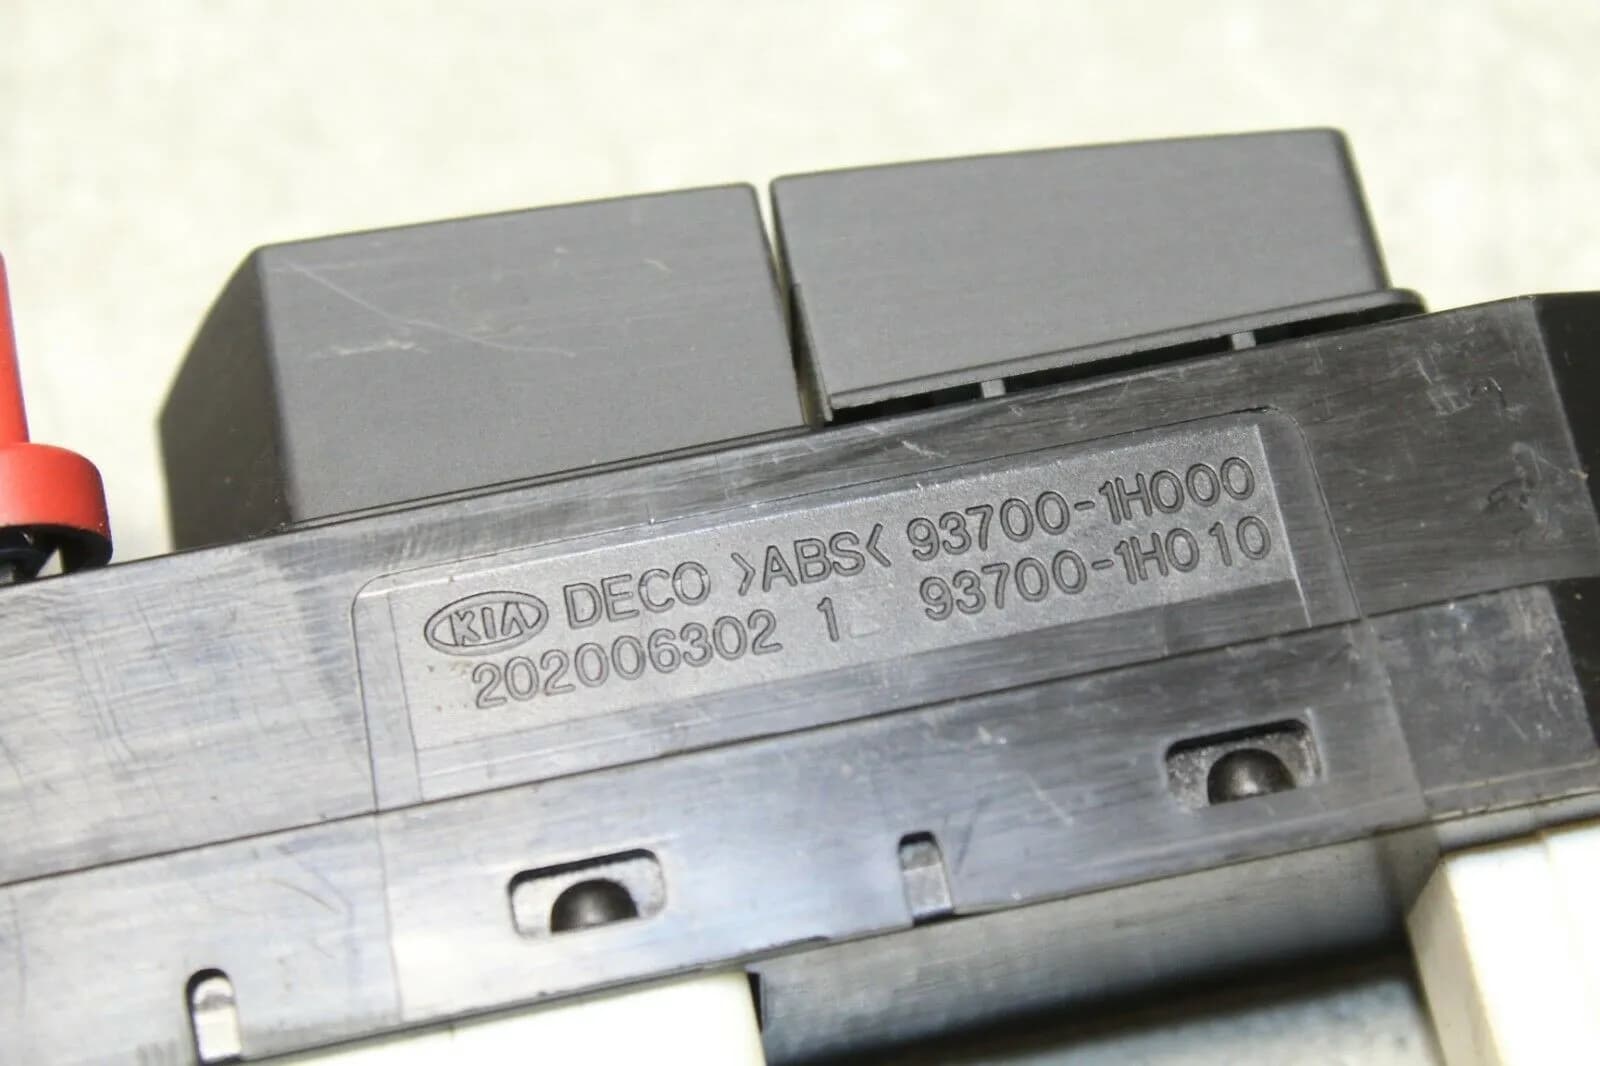 KIA DECO >ABS< 93700-1H000
202006302 1 93700-1H010